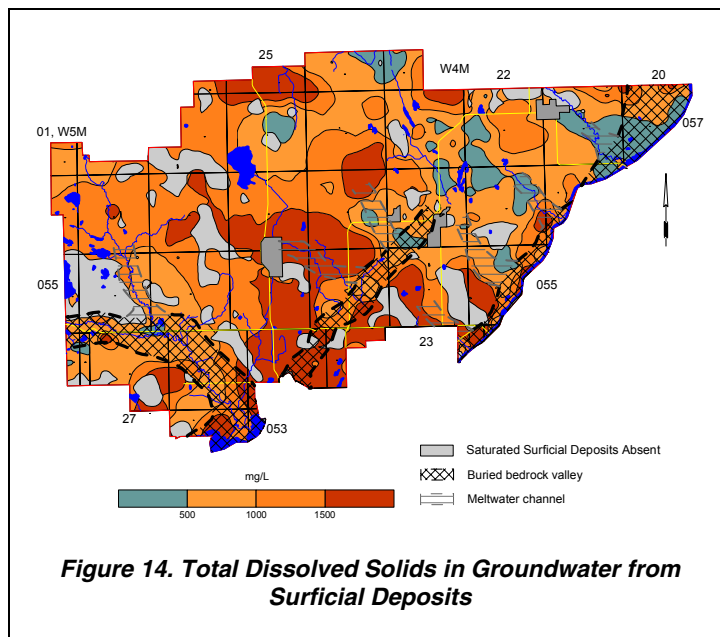 25
W4M
22
20
057
01, W5M
055
055
23
27
053
Saturated Surficial Deposits Absent
Buried bedrock valley
Meltwater channel
mg/L
500 1000 1500
Figure 14. Total Dissolved Solids in Groundwater from
Surficial Deposits